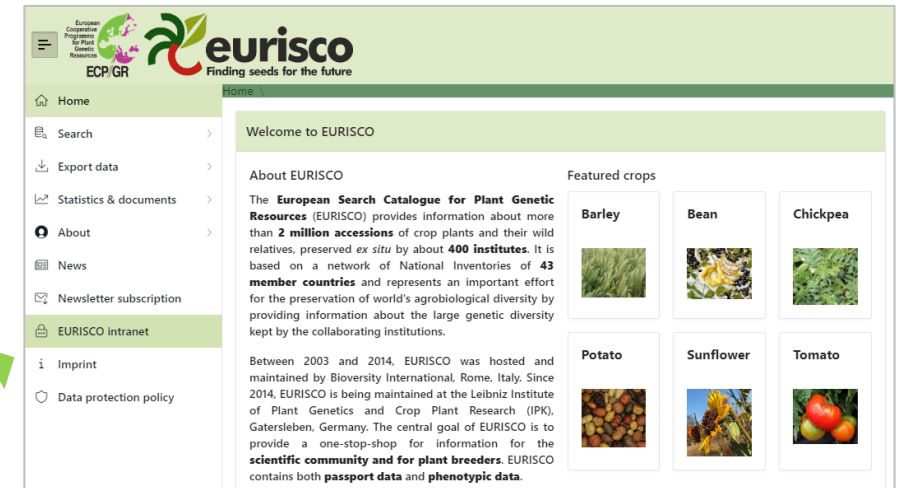 European
Cooperative
Programme
for Plant
Genetic
Resources
ECP/GR
eurisco
Finding seeds for the future
Home \
Home
Search
Export data
Statistics & documents
About
News
Newsletter subscription
EURISCO intranet
Imprint
Data protection policy
Welcome to EURISCO
About EURISCO
The European Search Catalogue for Plant Genetic
Resources (EURISCO) provides information about more
than 2 million accessions of crop plants and their wild
relatives, preserved ex situ by about 400 institutes. It is
based on a network of National Inventories of 43
member countries and represents an important effort
for the preservation of world's agrobiological diversity by
providing information about the large genetic diversity
kept by the collaborating institutions.
Between 2003 and 2014, EURISCO was hosted and
maintained by Bioversity International, Rome, Italy. Since
2014, EURISCO is being maintained at the Leibniz Institute
of Plant Genetics and Crop Plant Research (IPK),
Gatersleben, Germany. The central goal of EURISCO is to
provide a one-stop-shop for information for the
scientific community and for plant breeders. EURISCO
contains both passport data and phenotypic data.
Featured crops
Barley
Bean
Chickpea
Potato
Sunflower
Tomato